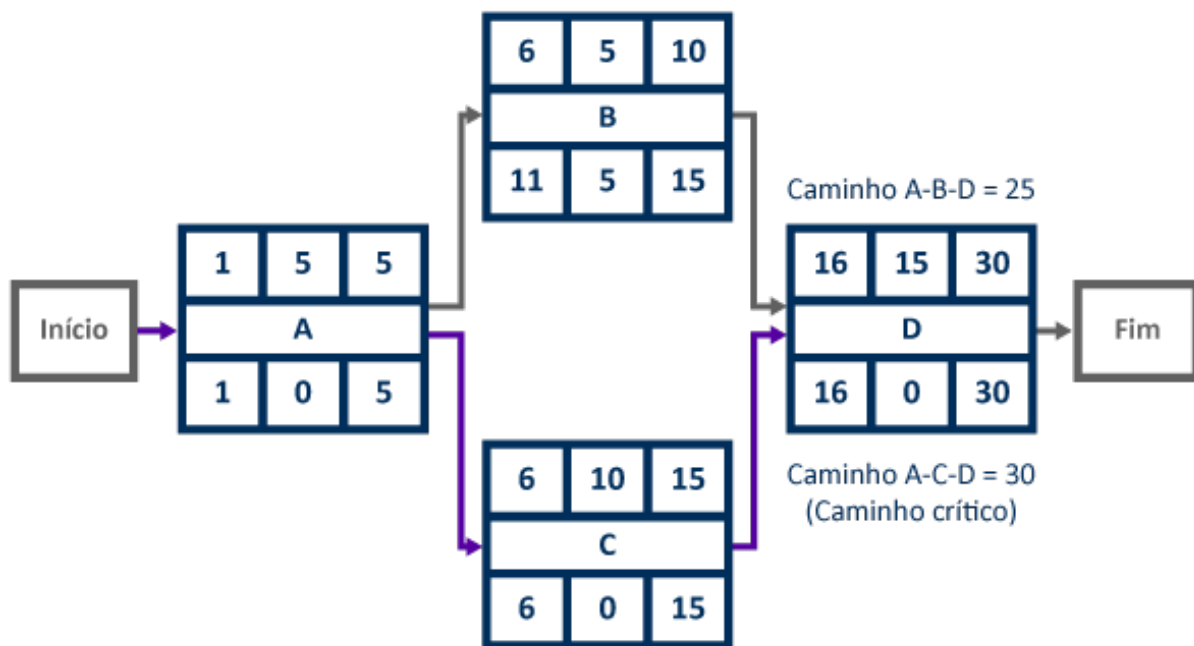 Início
1 5 5
A
1 0 5
6 5 10
B
11 5 15
6 10 15
C
6 0 15
Caminho A-B-D = 25
16 15 30
D
16 0 30
Caminho A-C-D = 30
(Caminho crítico)
Fim